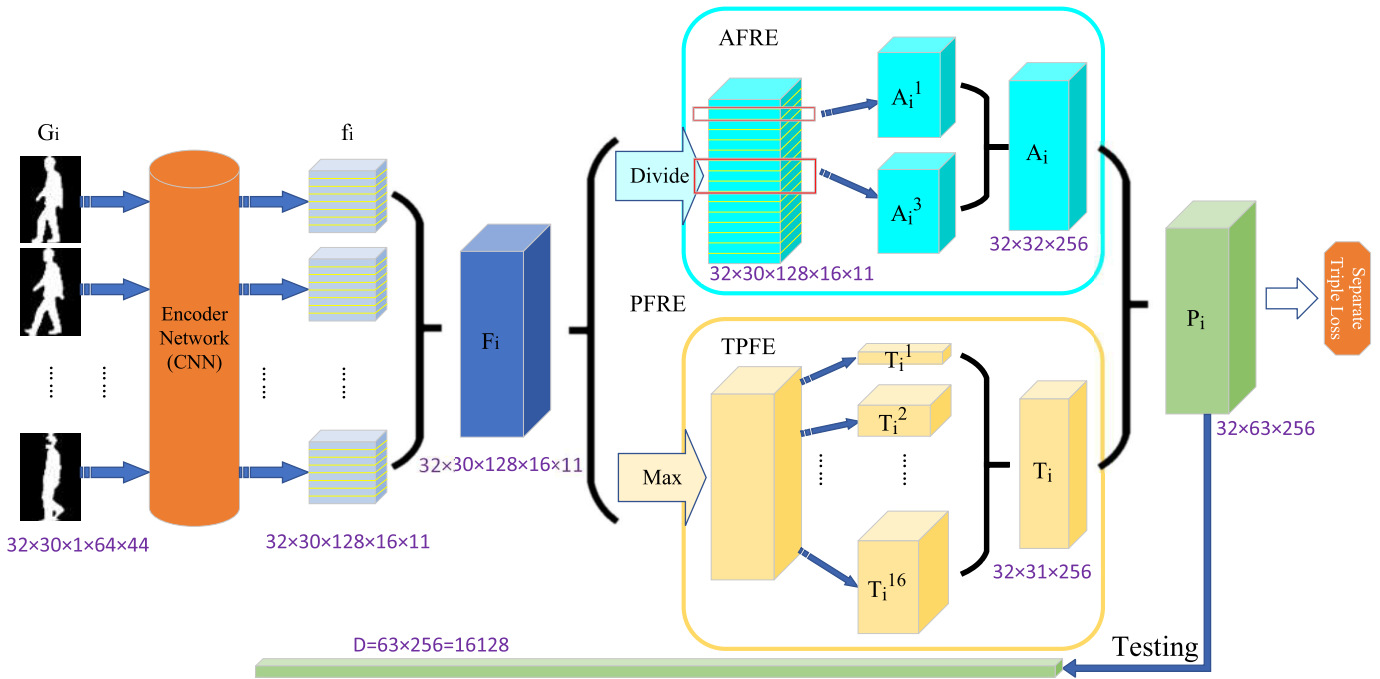 Gi
fi
Encoder
Network
(CNN)
......
......
......
......
32×30×1×64×44
32×30×128×16×11
Fi
32×30×128×16×11
PFRE
AFRE
Divide
32×30×128×16×11
Ai1
Ai3
Ai
32×32×256
TPFE
Max
Ti1
Ti2
......
......
Ti16
Ti
32×31×256
Pi
32×63×256
Separate
Triple Loss
Testing
D=63×256=16128